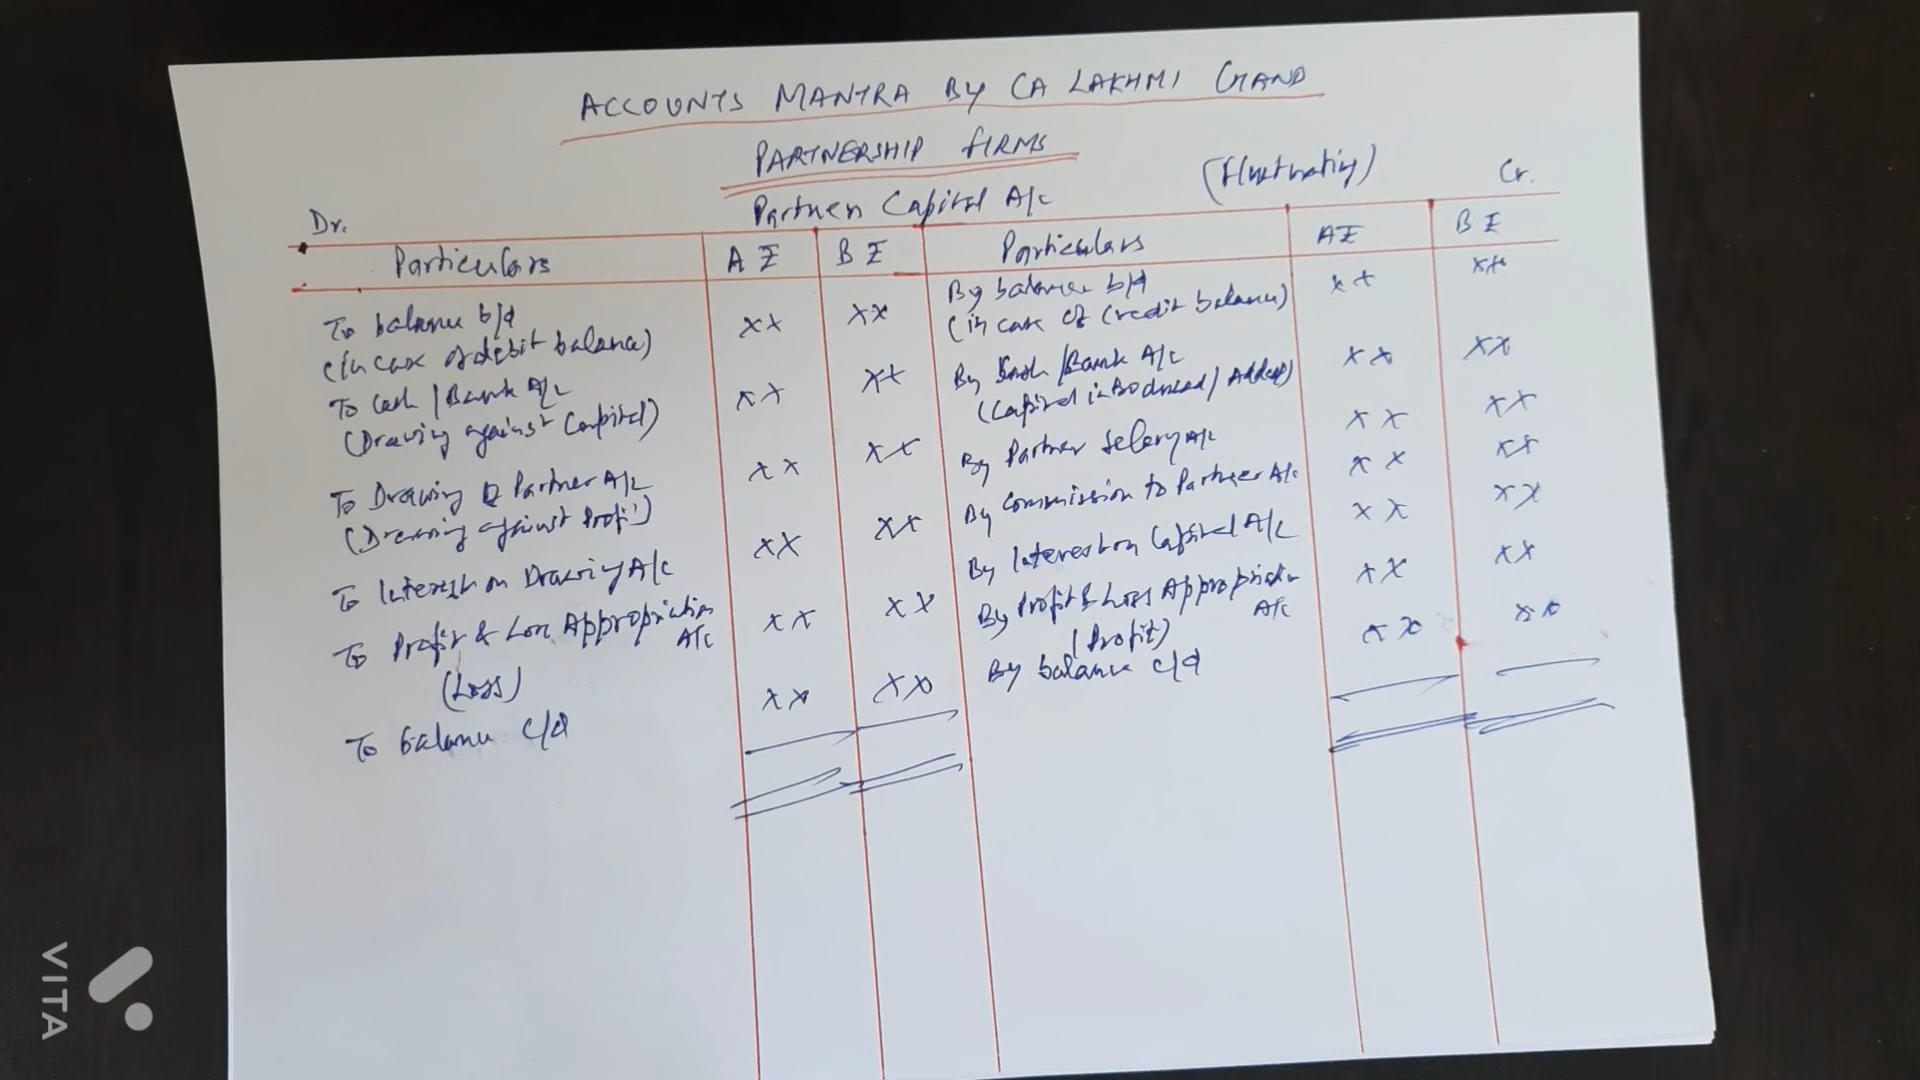 ACCOUNTS MANTRA BY CA LAKHMI CHAND
PARTNERSHIP FIRMS
Partners Capital A/c (Fluctuating)
Dr. Cr.
Particulars A ₹ B ₹ Particulars A ₹ B ₹
To balance b/d xx xx By balance b/d xx xx
(in case of debit balance) (in case of credit balance)
To Cash / Bank A/c xx xx By Cash / Bank A/c xx xx
(Drawing against Capital) (Capital introduced / Added)
To Drawing Partner A/c xx xx By Partner Salary A/c xx xx
(Drawing against Profit) By Commission to Partner A/c xx xx
To Interest on Drawing A/c xx xx By Interest on Capital A/c xx xx
To Profit & Loss Appropriation A/c xx xx By Profit & Loss Appropriation A/c xx xx
(Loss) (Profit)
To balance c/d xx xx By balance c/d xx xx
VITA